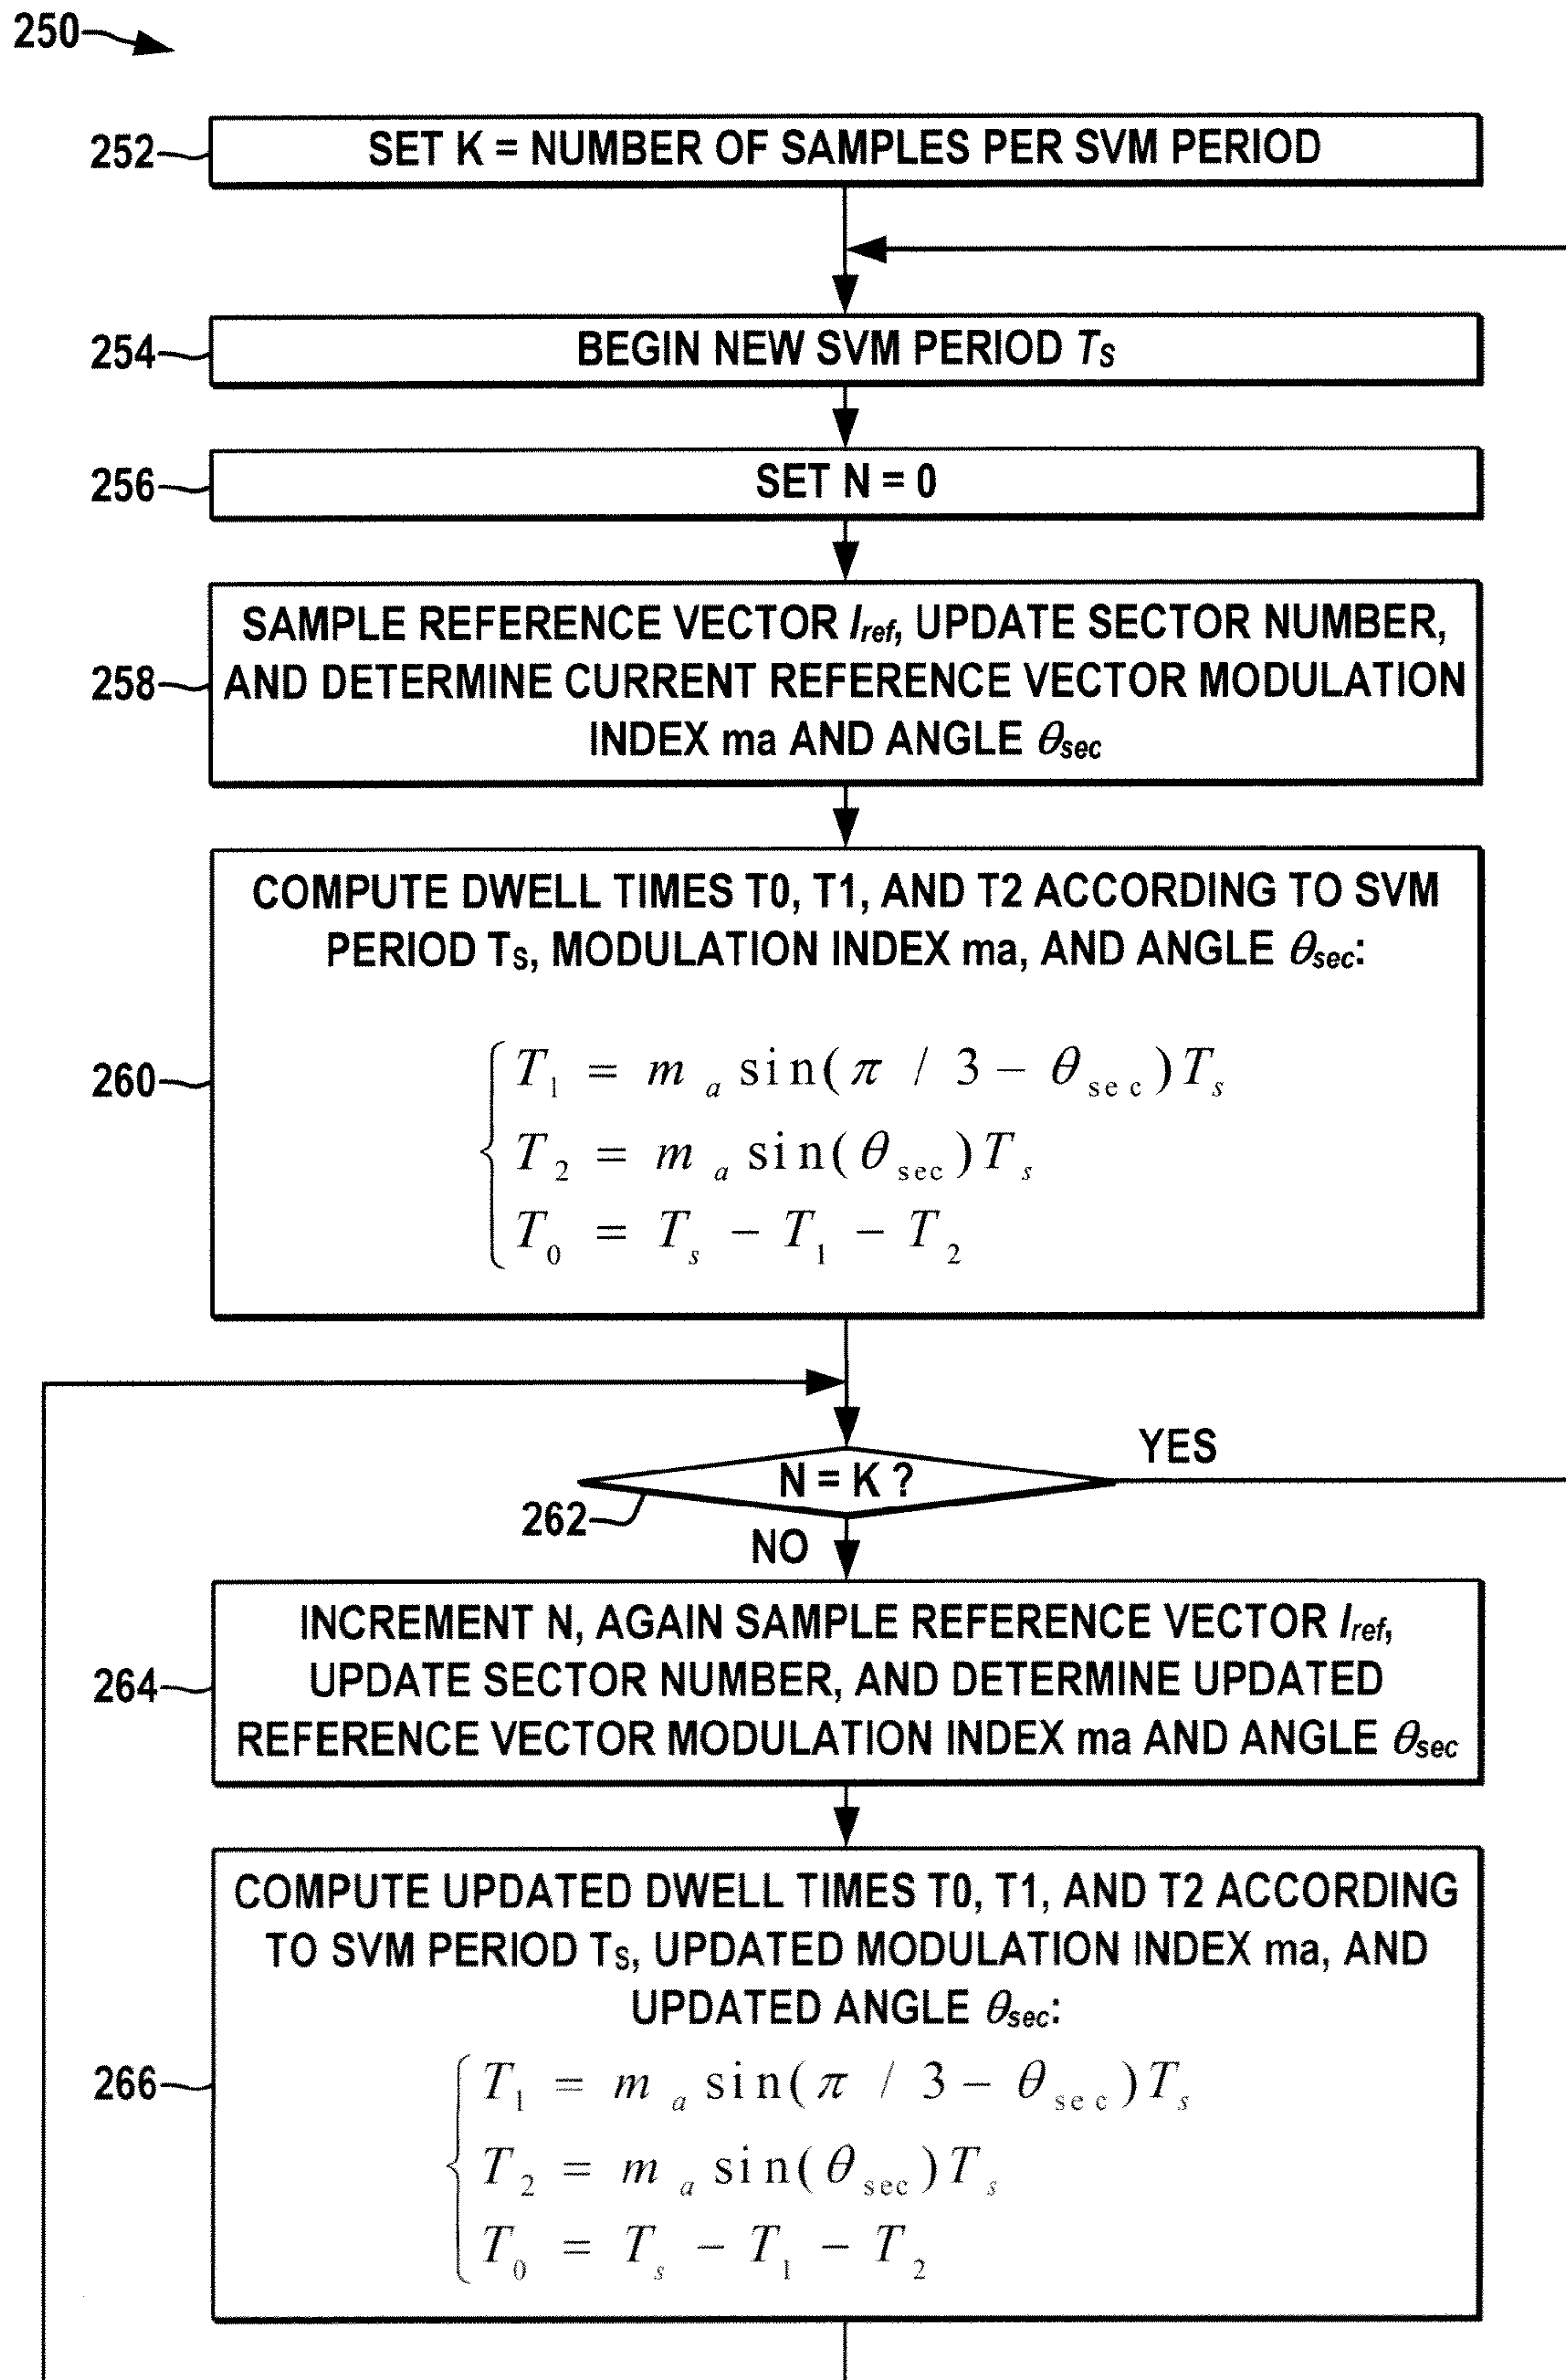 250
252
SET K = NUMBER OF SAMPLES PER SVM PERIOD
254
BEGIN NEW SVM PERIOD Ts
256
SET N = 0
258
SAMPLE REFERENCE VECTOR Iref, UPDATE SECTOR NUMBER,
AND DETERMINE CURRENT REFERENCE VECTOR MODULATION
INDEX ma AND ANGLE θsec
260
COMPUTE DWELL TIMES T0, T1, AND T2 ACCORDING TO SVM
PERIOD Ts, MODULATION INDEX ma, AND ANGLE θsec:
T1 = ma sin(π / 3 − θsec)Ts
T2 = ma sin(θsec)Ts
T0 = Ts − T1 − T2
262
N = K ?
YES
NO
264
INCREMENT N, AGAIN SAMPLE REFERENCE VECTOR Iref,
UPDATE SECTOR NUMBER, AND DETERMINE UPDATED
REFERENCE VECTOR MODULATION INDEX ma AND ANGLE θsec
266
COMPUTE UPDATED DWELL TIMES T0, T1, AND T2 ACCORDING
TO SVM PERIOD Ts, UPDATED MODULATION INDEX ma, AND
UPDATED ANGLE θsec:
T1 = ma sin(π / 3 − θsec)Ts
T2 = ma sin(θsec)Ts
T0 = Ts − T1 − T2